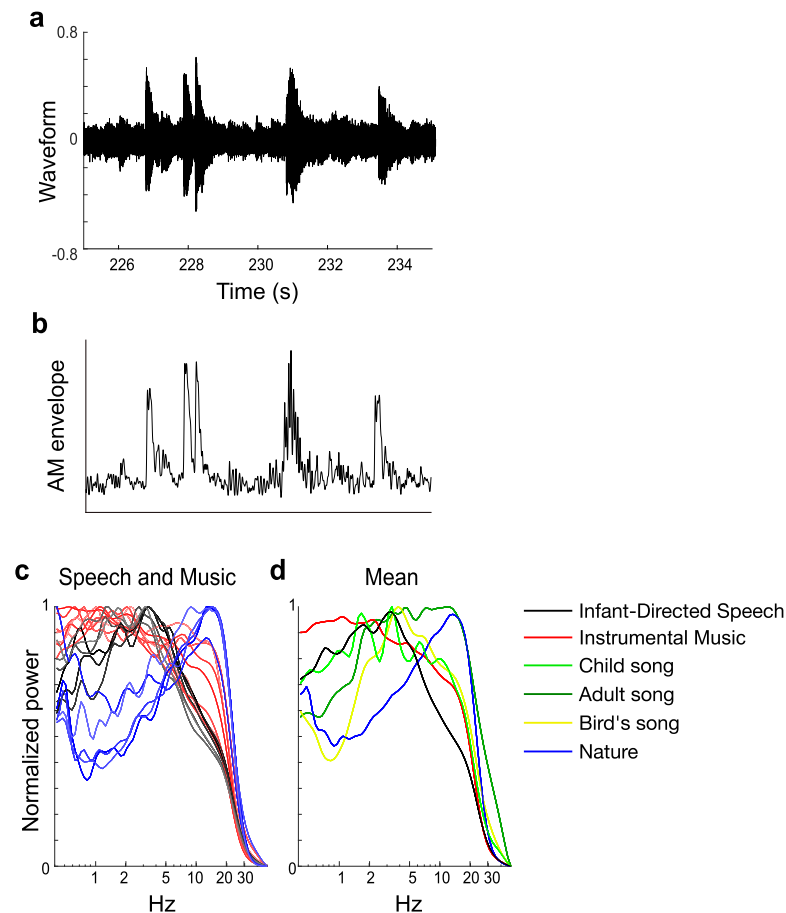 a
0.8
0
-0.8
Waveform
226 228 230 232 234
Time (s)
b
AM envelope
c Speech and Music
1
0
Normalized power
1 2 5 10 20 30
Hz
d Mean
1
0
1 2 5 10 20 30
Hz
Infant-Directed Speech
Instrumental Music
Child song
Adult song
Bird's song
Nature